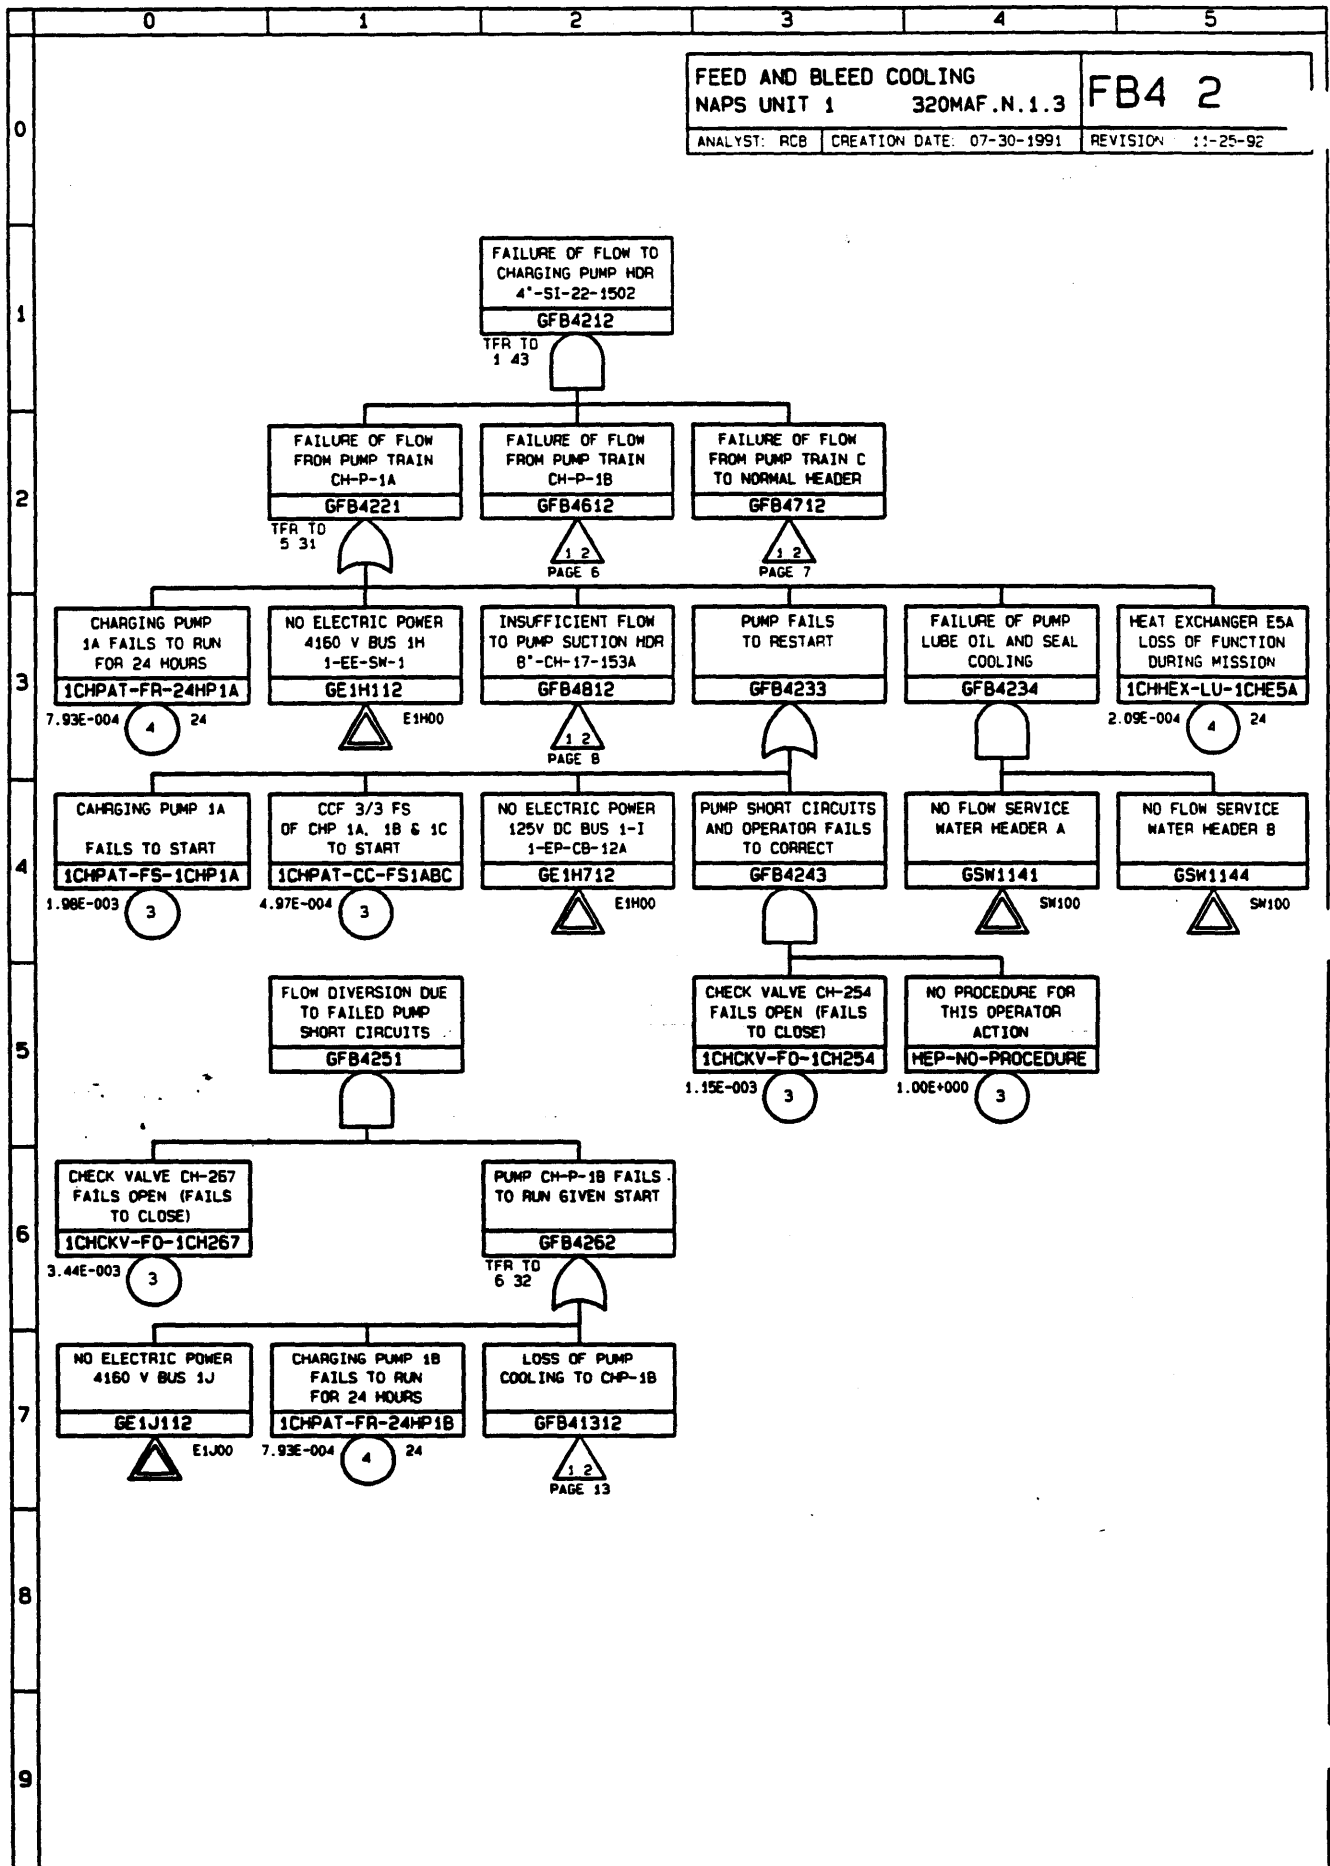 0 1 2 3 4 5
FEED AND BLEED COOLING
NAPS UNIT 1 320MAF.N.1.3
FB4 2
ANALYST: RCB CREATION DATE: 07-30-1991 REVISION 11-25-92
0
FAILURE OF FLOW TO
CHARGING PUMP HDR
4"-SI-22-1502
GFB4212
TFR TO
1 43
1
FAILURE OF FLOW
FROM PUMP TRAIN
CH-P-1A
GFB4221
TFR TO
5 31
FAILURE OF FLOW
FROM PUMP TRAIN
CH-P-1B
GFB4612
1 2
PAGE 6
FAILURE OF FLOW
FROM PUMP TRAIN C
TO NORMAL HEADER
GFB4712
1 2
PAGE 7
2
CHARGING PUMP
1A FAILS TO RUN
FOR 24 HOURS
1CHPAT-FR-24HP1A
7.93E-004 4 24
NO ELECTRIC POWER
4160 V BUS 1H
1-EE-SW-1
GE1H112
E1H00
INSUFFICIENT FLOW
TO PUMP SUCTION HDR
8"-CH-17-153A
GFB4812
1 2
PAGE 8
PUMP FAILS
TO RESTART
GFB4233
FAILURE OF PUMP
LUBE OIL AND SEAL
COOLING
GFB4234
HEAT EXCHANGER E5A
LOSS OF FUNCTION
DURING MISSION
1CHHEX-LU-1CHE5A
2.09E-004 4 24
3
CAHRGING PUMP 1A
FAILS TO START
1CHPAT-FS-1CHP1A
1.98E-003 3
CCF 3/3 FS
OF CHP 1A, 1B & 1C
TO START
1CHPAT-CC-FS1ABC
4.97E-004 3
NO ELECTRIC POWER
125V DC BUS 1-I
1-EP-CB-12A
GE1H712
E1H00
PUMP SHORT CIRCUITS
AND OPERATOR FAILS
TO CORRECT
GFB4243
NO FLOW SERVICE
WATER HEADER A
GSW1141
SW100
NO FLOW SERVICE
WATER HEADER B
GSW1144
SW100
4
FLOW DIVERSION DUE
TO FAILED PUMP
SHORT CIRCUITS
GFB4251
CHECK VALVE CH-254
FAILS OPEN (FAILS
TO CLOSE)
1CHCKV-FO-1CH254
1.15E-003 3
NO PROCEDURE FOR
THIS OPERATOR
ACTION
HEP-NO-PROCEDURE
1.00E+000 3
5
CHECK VALVE CH-267
FAILS OPEN (FAILS
TO CLOSE)
1CHCKV-FO-1CH267
3.44E-003 3
PUMP CH-P-1B FAILS
TO RUN GIVEN START
GFB4262
TFR TO
6 32
6
NO ELECTRIC POWER
4160 V BUS 1J
GE1J112
E1J00
CHARGING PUMP 1B
FAILS TO RUN
FOR 24 HOURS
1CHPAT-FR-24HP1B
7.93E-004 4 24
LOSS OF PUMP
COOLING TO CHP-1B
GFB41312
1 2
PAGE 13
7
8
9